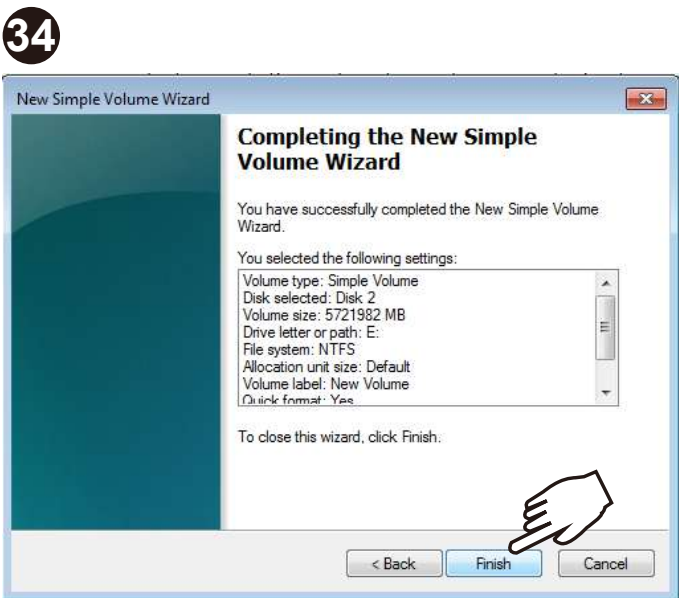 34
New Simple Volume Wizard
Completing the New Simple
Volume Wizard
You have successfully completed the New Simple Volume
Wizard.
You selected the following settings:
Volume type: Simple Volume
Disk selected: Disk 2
Volume size: 5721982 MB
Drive letter or path: E:
File system: NTFS
Allocation unit size: Default
Volume label: New Volume
Quick format: Yes
To close this wizard, click Finish.
< Back
Finish
Cancel